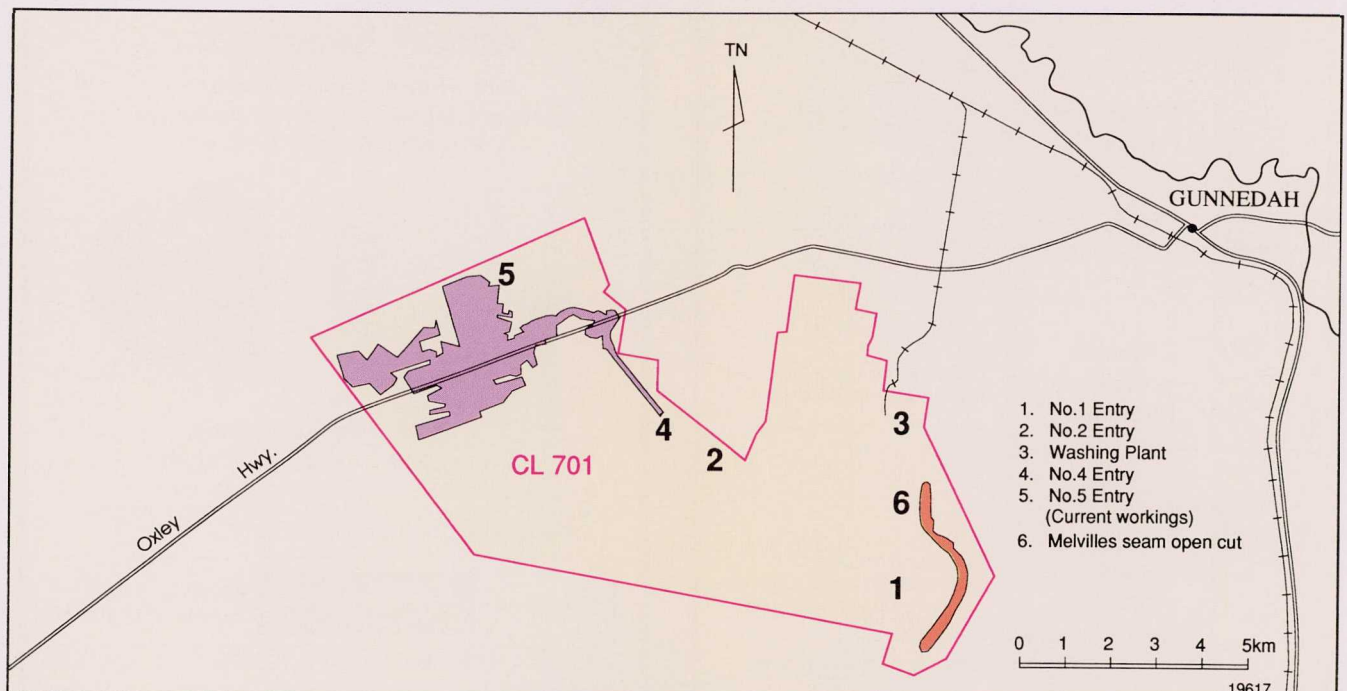 TN
GUNNEDAH
5
4
2
3
CL 701
Oxley Hwy.
6
1
1. No.1 Entry
2. No.2 Entry
3. Washing Plant
4. No.4 Entry
5. No.5 Entry
(Current workings)
6. Melvilles seam open cut
0 1 2 3 4 5km
19617